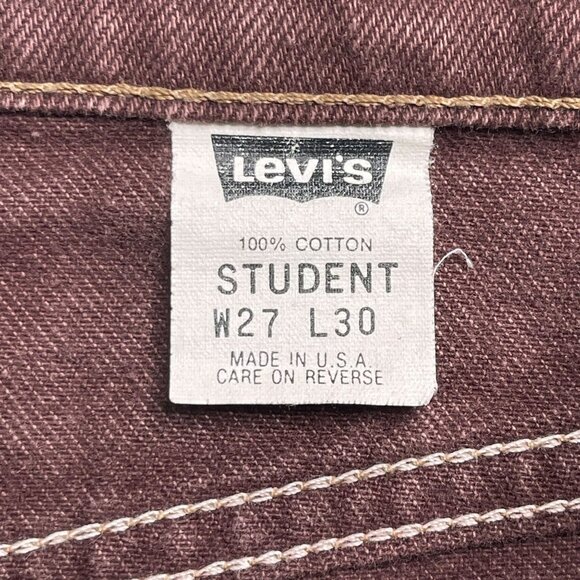 Levi's
®
100% COTTON
STUDENT
W27 L30
MADE IN U.S.A
CARE ON REVERSE